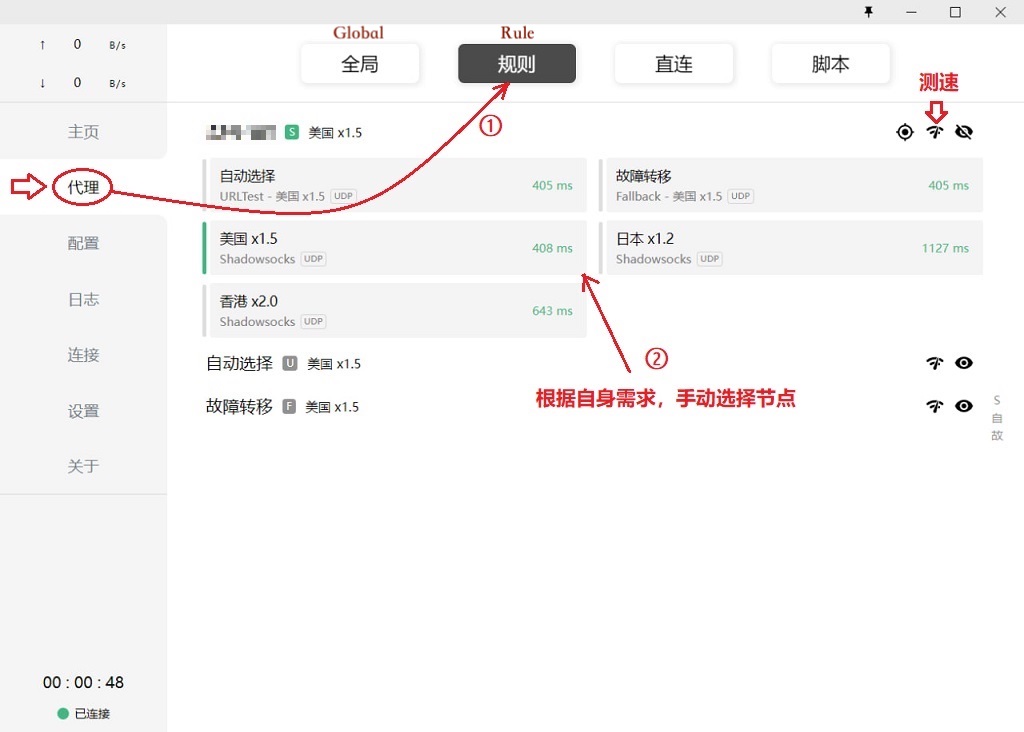 Global
Rule
↑ 0 B/s
全局
规则
直连
脚本
↓ 0 B/s
测速
主页
S 美国 x1.5
①
代理
自动选择
405 ms
URLTest - 美国 x1.5 UDP
故障转移
405 ms
Fallback - 美国 x1.5 UDP
配置
美国 x1.5
408 ms
Shadowsocks UDP
日本 x1.2
1127 ms
Shadowsocks UDP
日志
香港 x2.0
643 ms
Shadowsocks UDP
连接
自动选择 U 美国 x1.5
②
根据自身需求，手动选择节点
设置
故障转移 F 美国 x1.5
S
自
故
关于
00 : 00 : 48
已连接